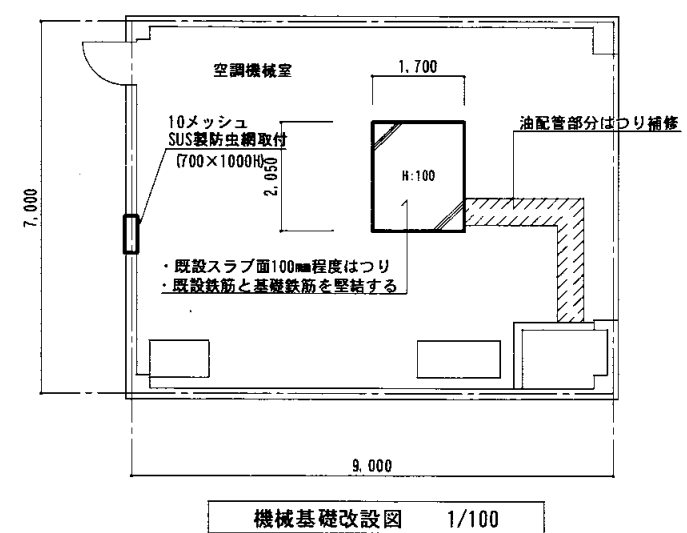 空調機械室
1,700
10メッシュ
SUS製防虫網取付
(700×1000H)
2,050
油配管部分はつり補修
H:100
7,000
・既設スラブ面100mm程度はつり
・既設鉄筋と基礎鉄筋を堅結する
9,000
機械基礎改設図 1/100